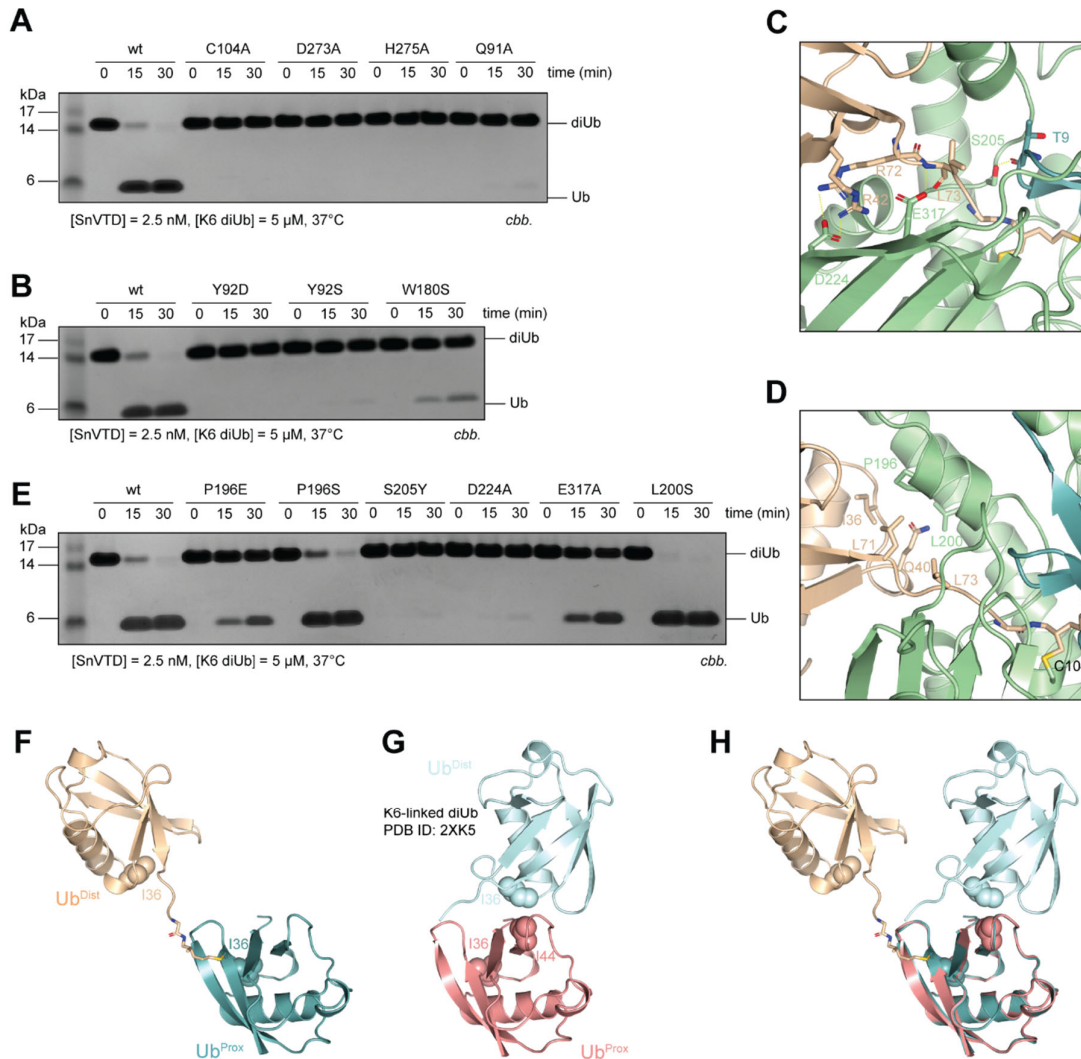 A
wt C104A D273A H275A Q91A
0 15 30 0 15 30 0 15 30 0 15 30 0 15 30 time (min)
kDa
17
14
diUb
6
Ub
[SnVTD] = 2.5 nM, [K6 diUb] = 5 µM, 37°C cbb.
B
wt Y92D Y92S W180S
0 15 30 0 15 30 0 15 30 0 15 30 time (min)
kDa
17
diUb
14
6
Ub
[SnVTD] = 2.5 nM, [K6 diUb] = 5 µM, 37°C cbb.
E
wt P196E P196S S205Y D224A E317A L200S
0 15 30 0 15 30 0 15 30 0 15 30 0 15 30 0 15 30 0 15 30 time (min)
kDa
17
14
diUb
6
Ub
[SnVTD] = 2.5 nM, [K6 diUb] = 5 µM, 37°C cbb.
C
S205
T9
R72
L73
R42
E317
D224
D
P196
I36
L71
L200
Q40
L73
C10
F
I36
Ub^Dist
I36
Ub^Prox
G
Ub^Dist
K6-linked diUb
PDB ID: 2XK5
I36
I36
I44
Ub^Prox
H